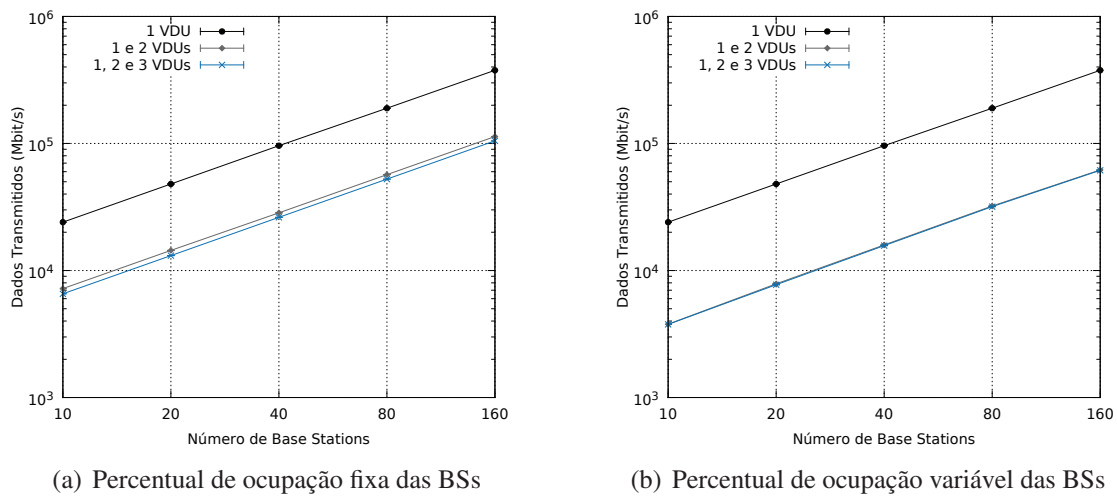 10^6
10^5
10^4
10^3
Dados Transmitidos (Mbit/s)
1 VDU
1 e 2 VDUs
1, 2 e 3 VDUs
10 20 40 80 160
Número de Base Stations
(a) Percentual de ocupação fixa das BSs
10^6
10^5
10^4
10^3
Dados Transmitidos (Mbit/s)
1 VDU
1 e 2 VDUs
1, 2 e 3 VDUs
10 20 40 80 160
Número de Base Stations
(b) Percentual de ocupação variável das BSs